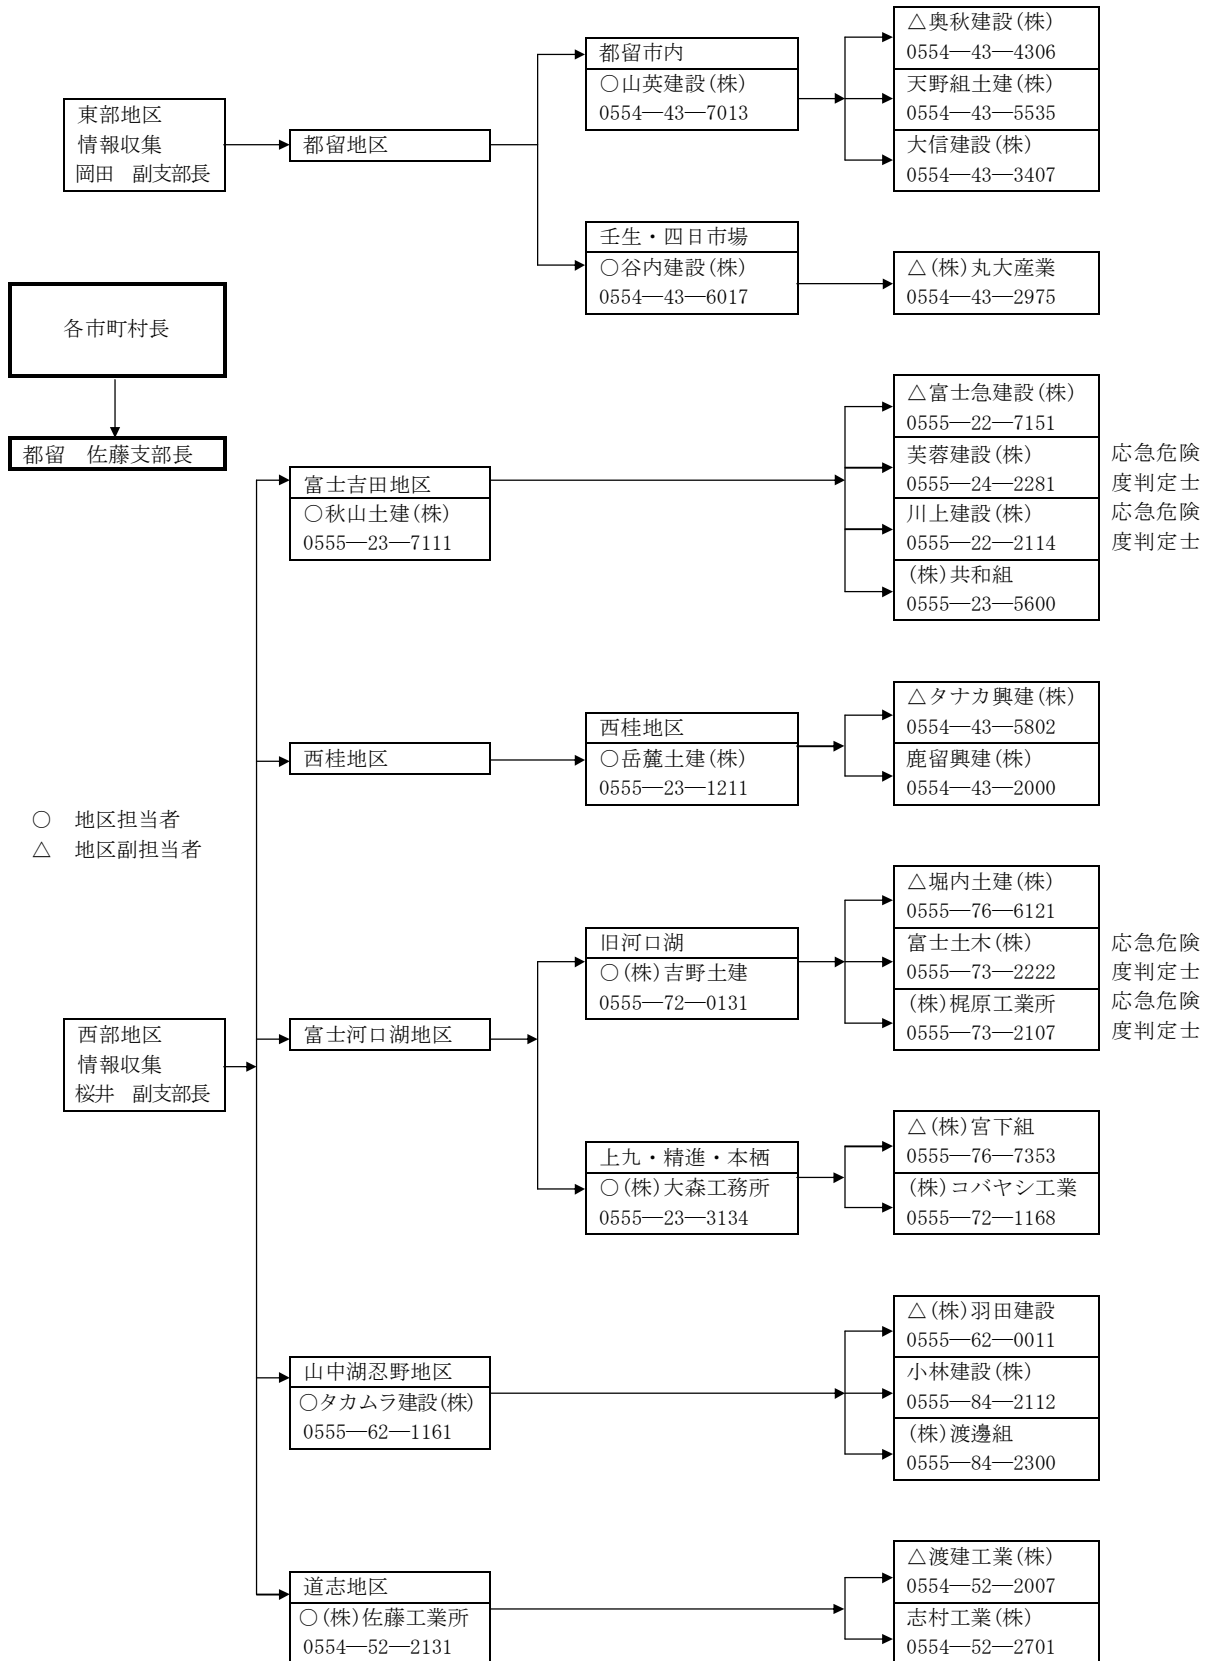 東部地区
情報収集
岡田　副支部長
都留地区
都留市内
○山英建設(株)
0554―43―7013
△奥秋建設(株)
0554―43―4306
天野組土建(株)
0554―43―5535
大信建設(株)
0554―43―3407
壬生・四日市場
○谷内建設(株)
0554―43―6017
△(株)丸大産業
0554―43―2975
各市町村長
都留　佐藤支部長
富士吉田地区
○秋山土建(株)
0555―23―7111
△富士急建設(株)
0555―22―7151
芙蓉建設(株)
0555―24―2281
応急危険
度判定士
川上建設(株)
0555―22―2114
応急危険
度判定士
(株)共和組
0555―23―5600
西桂地区
西桂地区
○岳麓土建(株)
0555―23―1211
△タナカ興建(株)
0554―43―5802
鹿留興建(株)
0554―43―2000
○　地区担当者
△　地区副担当者
西部地区
情報収集
桜井　副支部長
富士河口湖地区
旧河口湖
○(株)吉野土建
0555―72―0131
△堀内土建(株)
0555―76―6121
富士土木(株)
0555―73―2222
応急危険
度判定士
(株)梶原工業所
0555―73―2107
応急危険
度判定士
上九・精進・本栖
○(株)大森工務所
0555―23―3134
△(株)宮下組
0555―76―7353
(株)コバヤシ工業
0555―72―1168
山中湖忍野地区
○タカムラ建設(株)
0555―62―1161
△(株)羽田建設
0555―62―0011
小林建設(株)
0555―84―2112
(株)渡邊組
0555―84―2300
道志地区
○(株)佐藤工業所
0554―52―2131
△渡建工業(株)
0554―52―2007
志村工業(株)
0554―52―2701